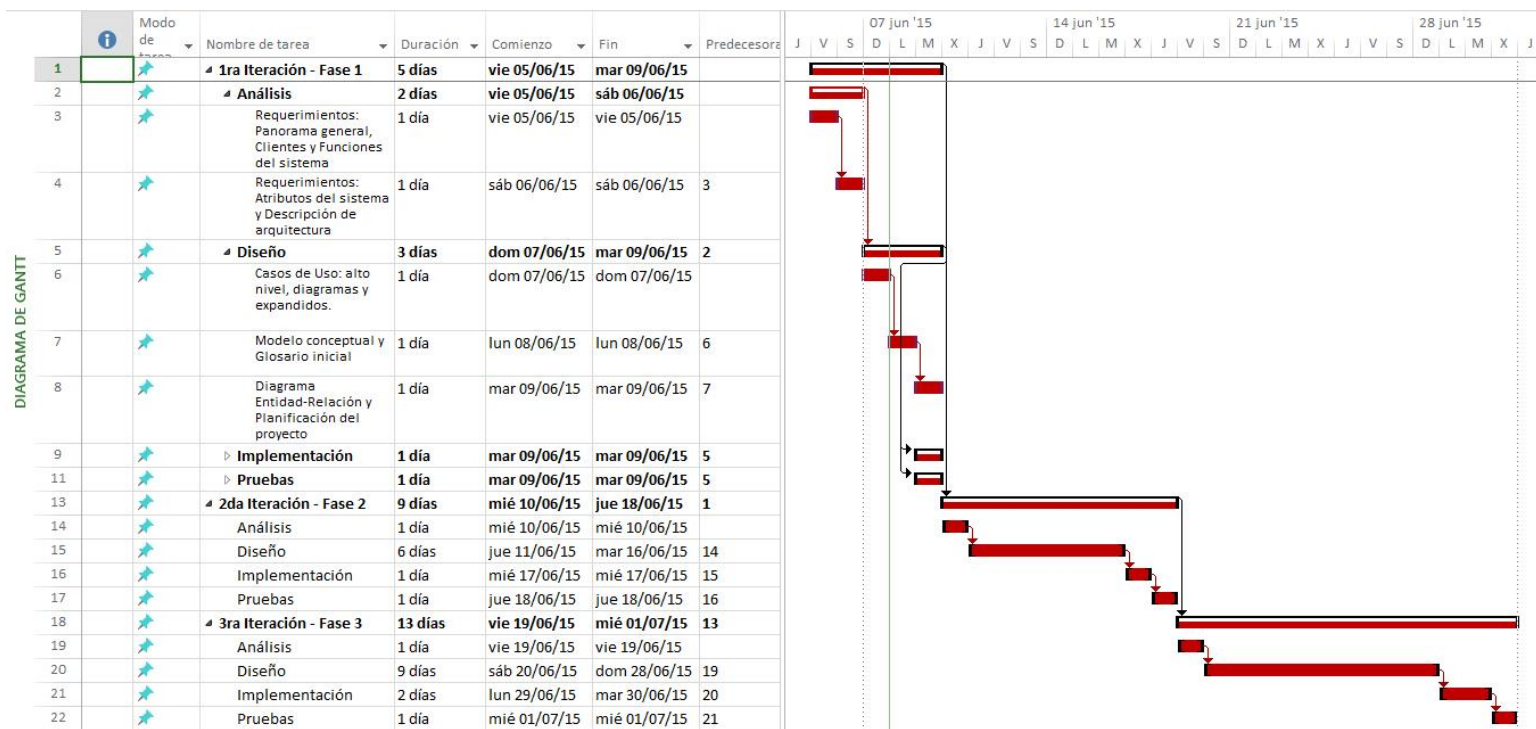 Modo de
Nombre de tarea Duración Comienzo Fin Predecesora
07 jun '15 14 jun '15 21 jun '15 28 jun '15
J V S D L M X J V S D L M X J V S D L M X J V S D L M X J
DIAGRAMA DE GANTT
1 1ra Iteración - Fase 1 5 días vie 05/06/15 mar 09/06/15
2 Análisis 2 días vie 05/06/15 sáb 06/06/15
3 Requerimientos: 1 día vie 05/06/15 vie 05/06/15
Panorama general,
Clientes y Funciones
del sistema
4 Requerimientos: 1 día sáb 06/06/15 sáb 06/06/15 3
Atributos del sistema
y Descripción de
arquitectura
5 Diseño 3 días dom 07/06/15 mar 09/06/15 2
6 Casos de Uso: alto 1 día dom 07/06/15 dom 07/06/15
nivel, diagramas y
expandidos.
7 Modelo conceptual y 1 día lun 08/06/15 lun 08/06/15 6
Glosario inicial
8 Diagrama 1 día mar 09/06/15 mar 09/06/15 7
Entidad-Relación y
Planificación del
proyecto
9 Implementación 1 día mar 09/06/15 mar 09/06/15 5
11 Pruebas 1 día mar 09/06/15 mar 09/06/15 5
13 2da Iteración - Fase 2 9 días mié 10/06/15 jue 18/06/15 1
14 Análisis 1 día mié 10/06/15 mié 10/06/15
15 Diseño 6 días jue 11/06/15 mar 16/06/15 14
16 Implementación 1 día mié 17/06/15 mié 17/06/15 15
17 Pruebas 1 día jue 18/06/15 jue 18/06/15 16
18 3ra Iteración - Fase 3 13 días vie 19/06/15 mié 01/07/15 13
19 Análisis 1 día vie 19/06/15 vie 19/06/15
20 Diseño 9 días sáb 20/06/15 dom 28/06/15 19
21 Implementación 2 días lun 29/06/15 mar 30/06/15 20
22 Pruebas 1 día mié 01/07/15 mié 01/07/15 21